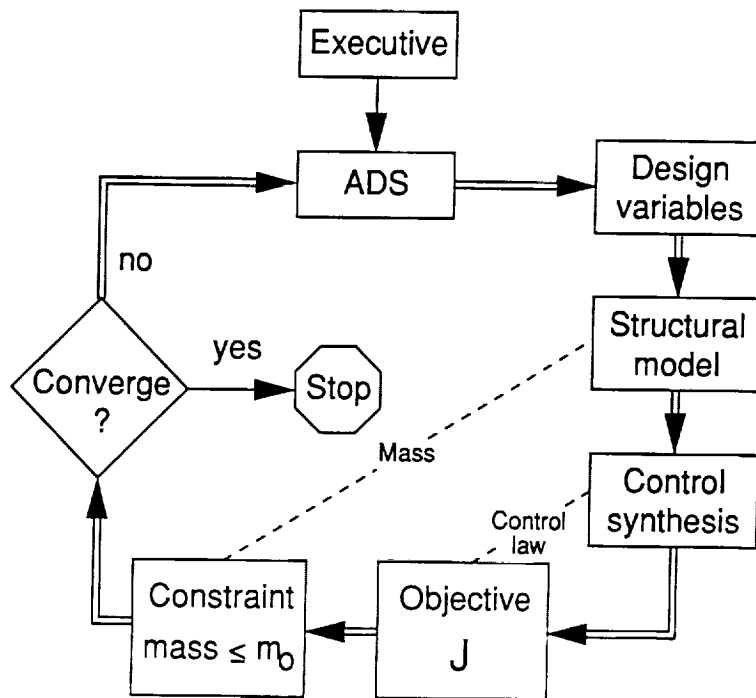 Executive
ADS
Design
variables
no
Structural
model
yes
Converge
?
Stop
Mass
Control
synthesis
Control
law
Constraint
mass ≤ m₀
Objective
J